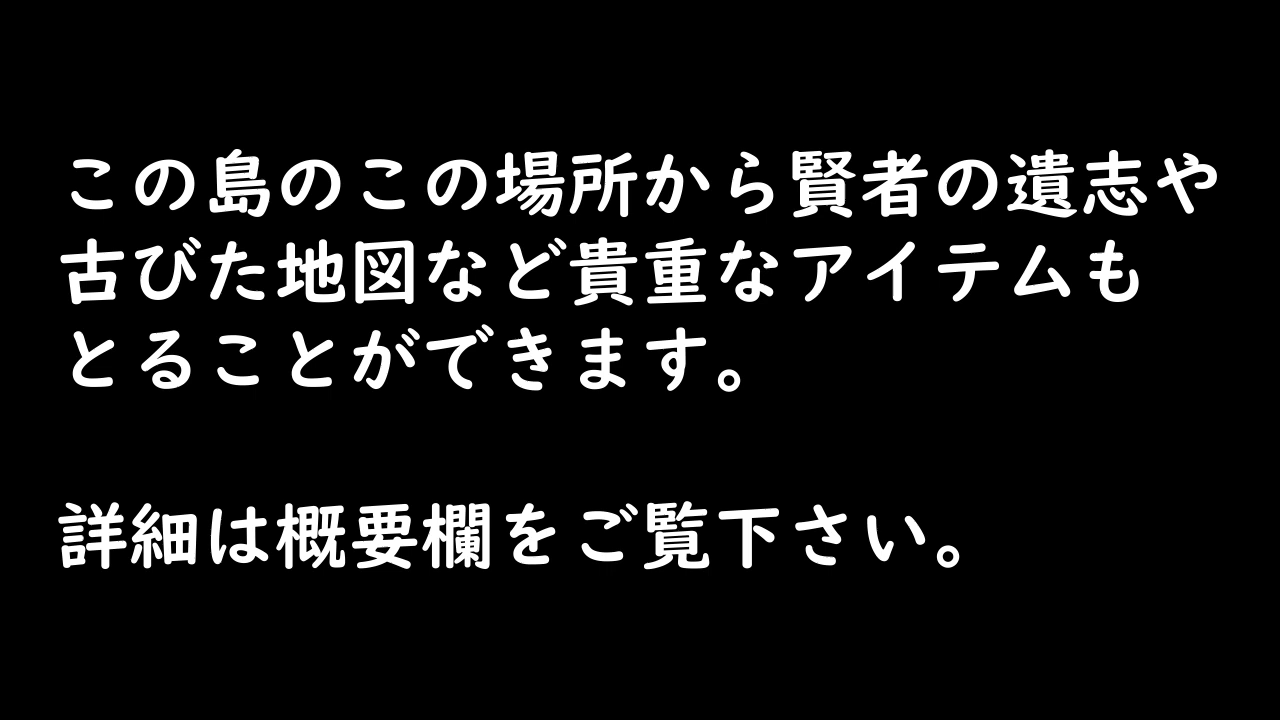 この島のこの場所から賢者の遺志や
古びた地図など貴重なアイテムも
とることができます。
詳細は概要欄をご覧下さい。